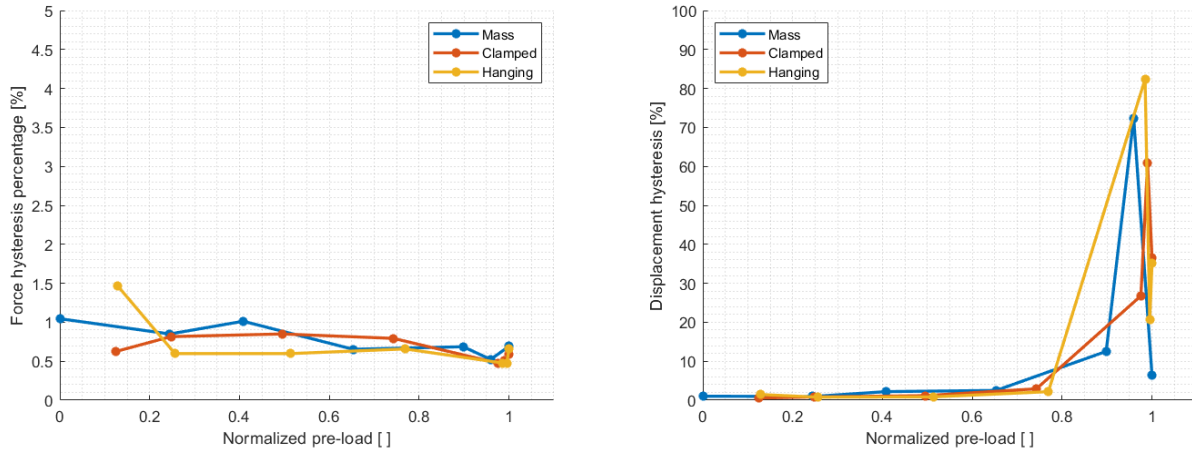 Force hysteresis percentage [%]
5
4.5
4
3.5
3
2.5
2
1.5
1
0.5
0
Mass
Clamped
Hanging
0 0.2 0.4 0.6 0.8 1
Normalized pre-load [ ]
Displacement hysteresis [%]
100
90
80
70
60
50
40
30
20
10
0
Mass
Clamped
Hanging
0 0.2 0.4 0.6 0.8 1
Normalized pre-load [ ]